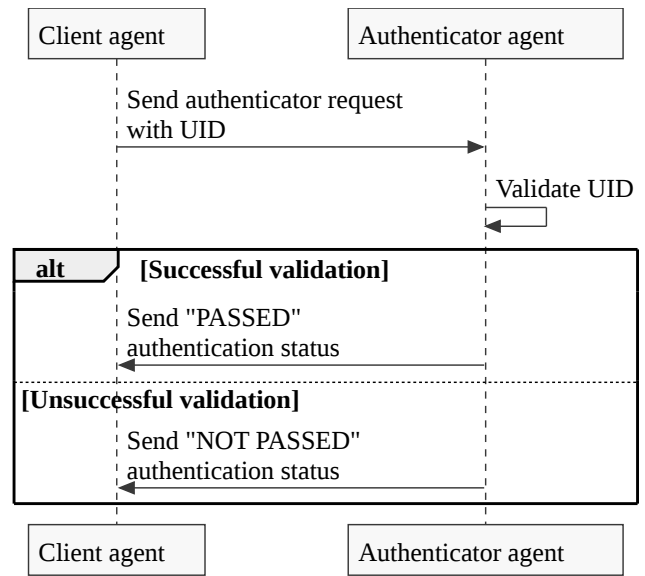 Client agent
Authenticator agent
Send authenticator request
with UID
Validate UID
alt
[Successful validation]
Send "PASSED"
authentication status
[Unsuccessful validation]
Send "NOT PASSED"
authentication status
Client agent
Authenticator agent